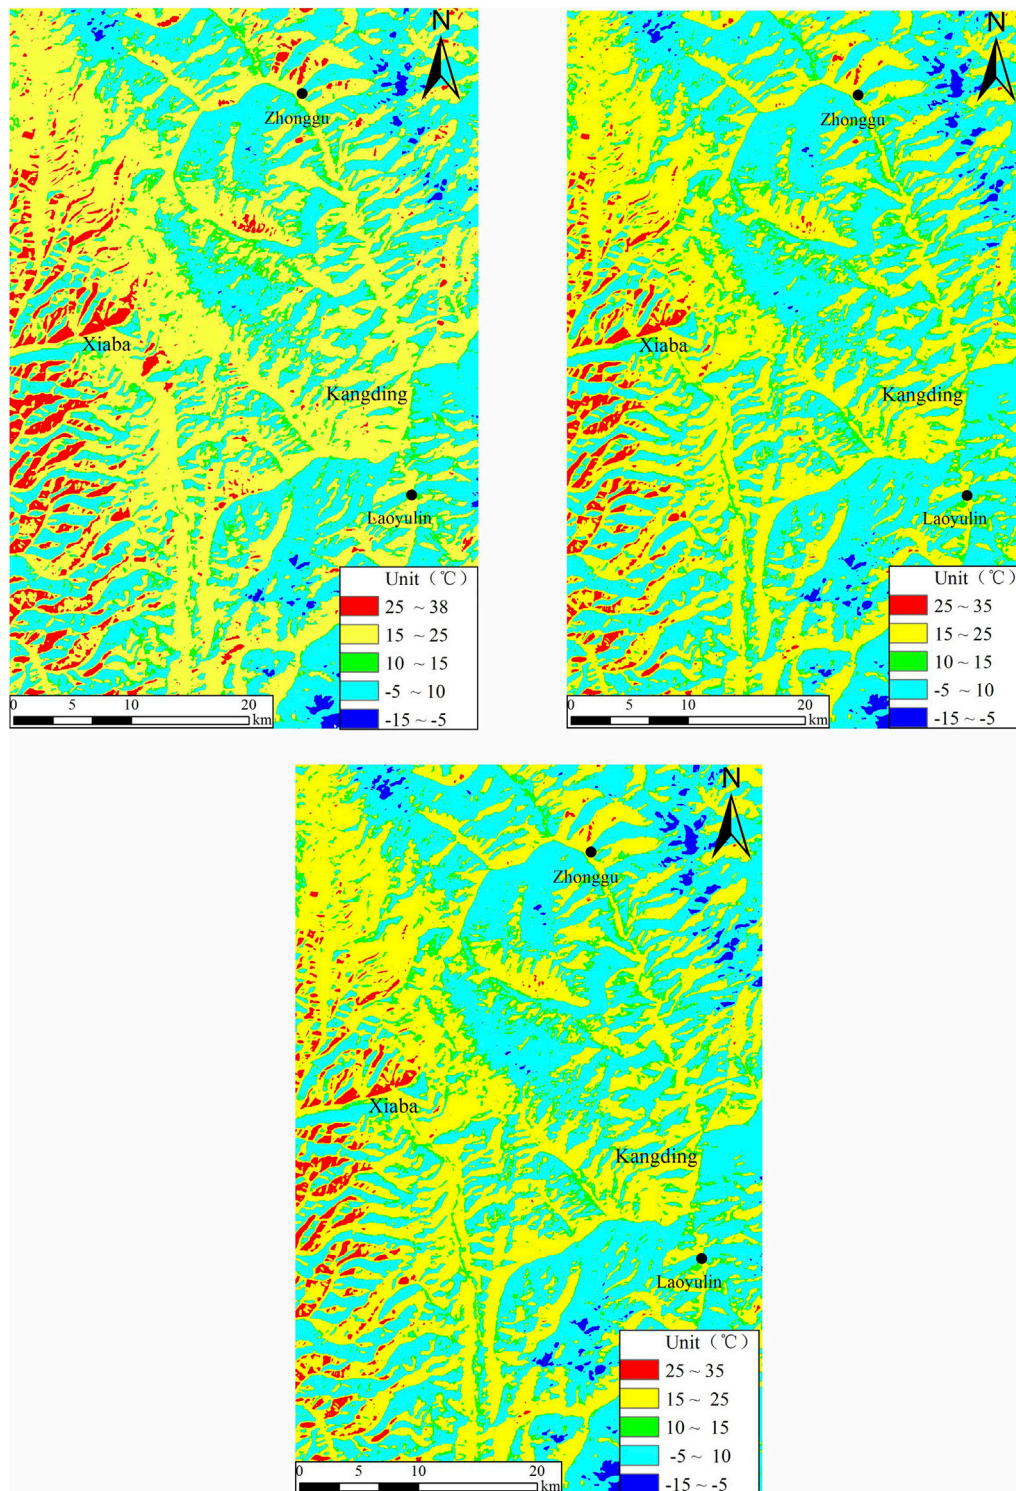 N
Zhonggu
Xiaba
Kangding
Laoyulin
Unit（℃）
25 ~ 38
15 ~ 25
10 ~ 15
-5 ~ 10
-15 ~ -5
0 5 10 20
km
N
Zhonggu
Xiaba
Kangding
Laoyulin
Unit（℃）
25 ~ 35
15 ~ 25
10 ~ 15
-5 ~ 10
-15 ~ -5
0 5 10 20
km
N
Zhonggu
Xiaba
Kangding
Laoyulin
Unit（℃）
25 ~ 35
15 ~ 25
10 ~ 15
-5 ~ 10
-15 ~ -5
0 5 10 20
km